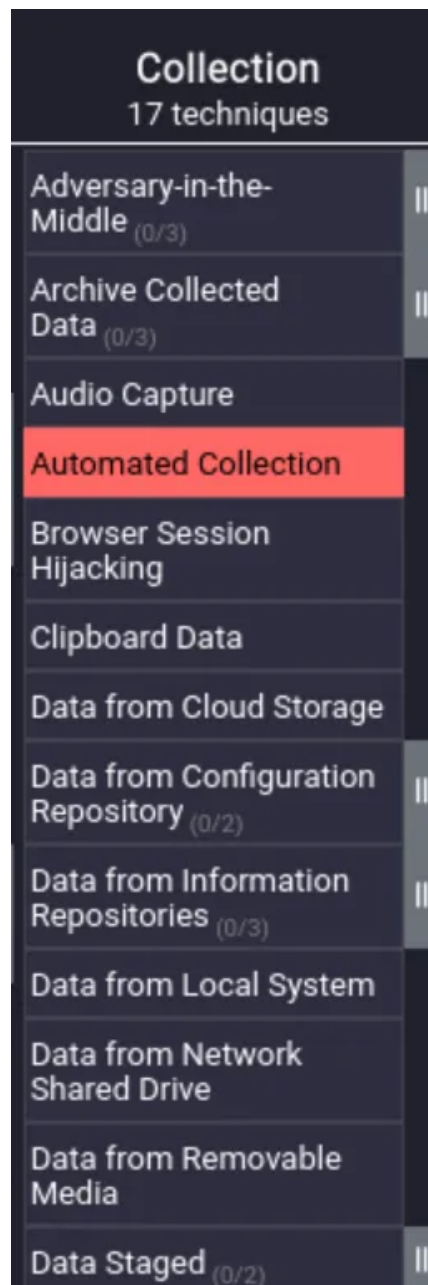 Collection
17 techniques
Adversary-in-the-
Middle (0/3)
Archive Collected
Data (0/3)
Audio Capture
Automated Collection
Browser Session
Hijacking
Clipboard Data
Data from Cloud Storage
Data from Configuration
Repository (0/2)
Data from Information
Repositories (0/3)
Data from Local System
Data from Network
Shared Drive
Data from Removable
Media
Data Staged (0/2)